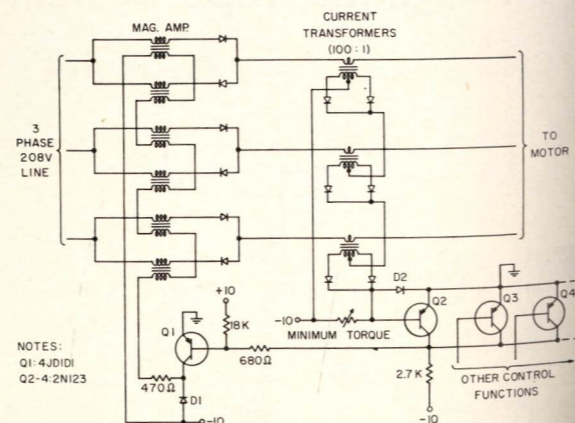 MAG. AMP.
CURRENT
TRANSFORMERS
(100:1)
3
PHASE
208V
LINE
TO
MOTOR
D2
+10
Q2
Q3
Q4
Q1
18K
-10
MINIMUM TORQUE
680Ω
NOTES:
Q1:4JD1D1
Q2-4:2N123
470Ω
D1
2.7K
OTHER CONTROL
FUNCTIONS
-10
-10